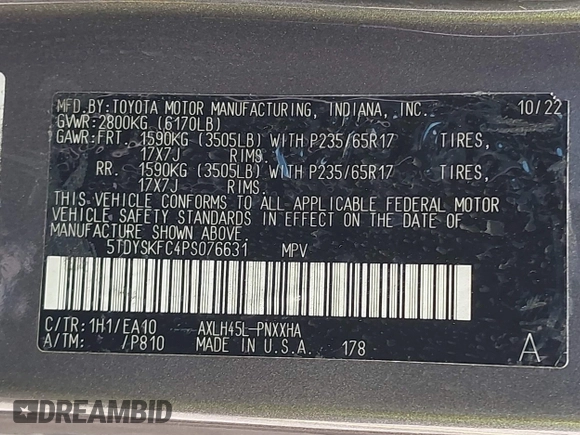 MFD.BY:TOYOTA MOTOR MANUFACTURING, INDIANA, INC. 10/22
GVWR:2800KG (6170LB)
GAWR:FRT. 1590KG (3505LB) WITH P235/65R17 TIRES,
17X7J RIMS.
RR. 1590KG (3505LB) WITH P235/65R17 TIRES,
17X7J RIMS.
THIS VEHICLE CONFORMS TO ALL APPLICABLE FEDERAL MOTOR
VEHICLE SAFETY STANDARDS IN EFFECT ON THE DATE OF
MANUFACTURE SHOWN ABOVE
5TDYSKFC4PS076631 MPV
C/TR:1H1/EA10 AXLH45L-PNXXHA
A/TM: /P810 MADE IN U.S.A. 178 A
DREAMBID